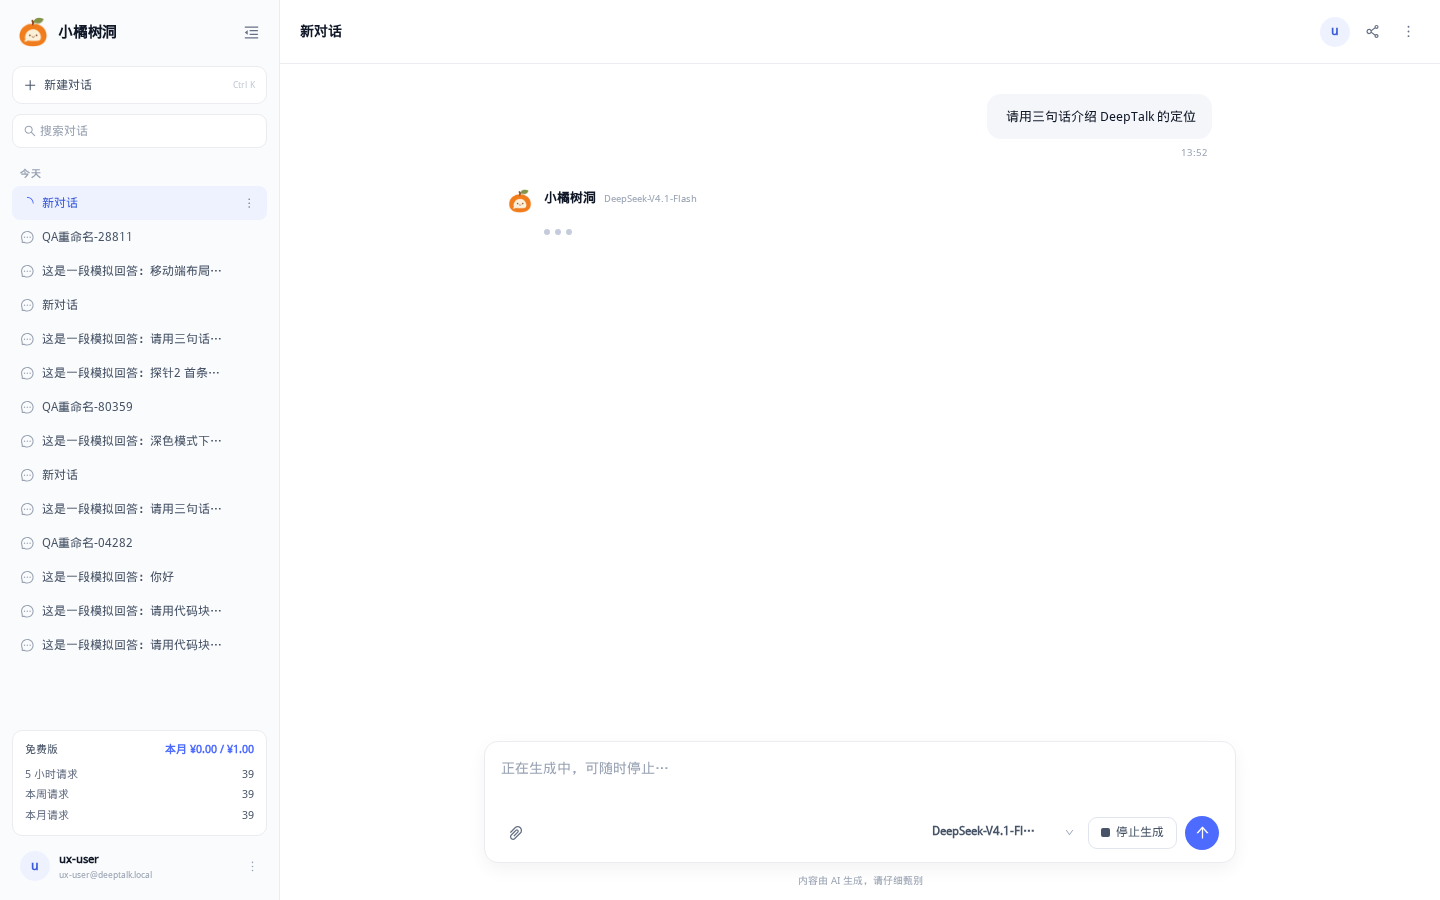 小橘树洞
新建对话
Ctrl K
搜索对话
今天
新对话
QA重命名-28811
这是一段模拟回答：移动端布局…
新对话
这是一段模拟回答：请用三句话…
这是一段模拟回答：探针2 首条…
QA重命名-80359
这是一段模拟回答：深色模式下…
新对话
这是一段模拟回答：请用三句话…
QA重命名-04282
这是一段模拟回答：你好
这是一段模拟回答：请用代码块…
这是一段模拟回答：请用代码块…
免费版 本月 ¥0.00 / ¥1.00
5 小时请求 39
本周请求 39
本月请求 39
u
ux-user
ux-user@deeptalk.local
新对话
u
请用三句话介绍 DeepTalk 的定位
13:52
小橘树洞 DeepSeek-V4.1-Flash
正在生成中，可随时停止…
DeepSeek-V4.1-Fl…
停止生成
内容由 AI 生成，请仔细甄别